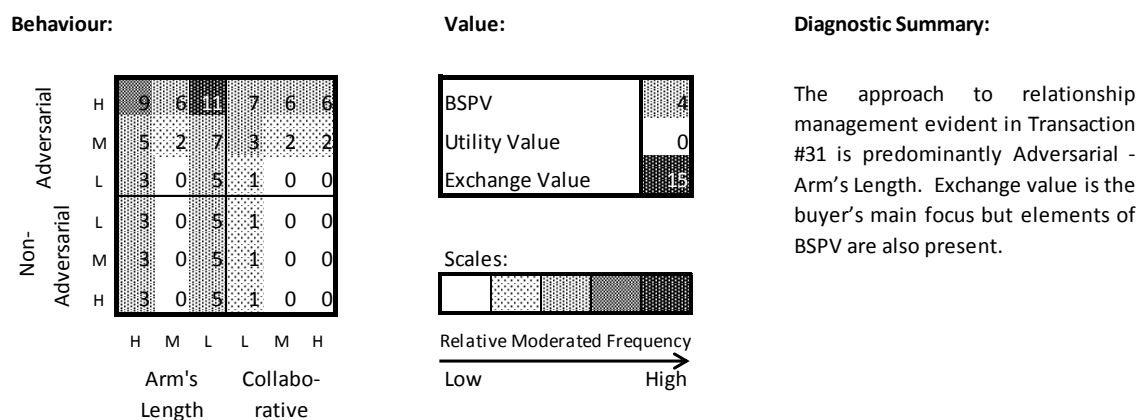 Behaviour:
Value:
Diagnostic Summary:
Adversarial
Non-
Adversarial
H 9 6 11 7 6 6
M 5 2 7 3 2 2
L 3 0 5 1 0 0
L 3 0 5 1 0 0
M 3 0 5 1 0 0
H 3 0 5 1 0 0
H M L L M H
Arm's
Length
Collabo-
rative
BSPV 4
Utility Value 0
Exchange Value 15
Scales:
Relative Moderated Frequency
Low High
The approach to relationship
management evident in Transaction
#31 is predominantly Adversarial -
Arm’s Length. Exchange value is the
buyer’s main focus but elements of
BSPV are also present.